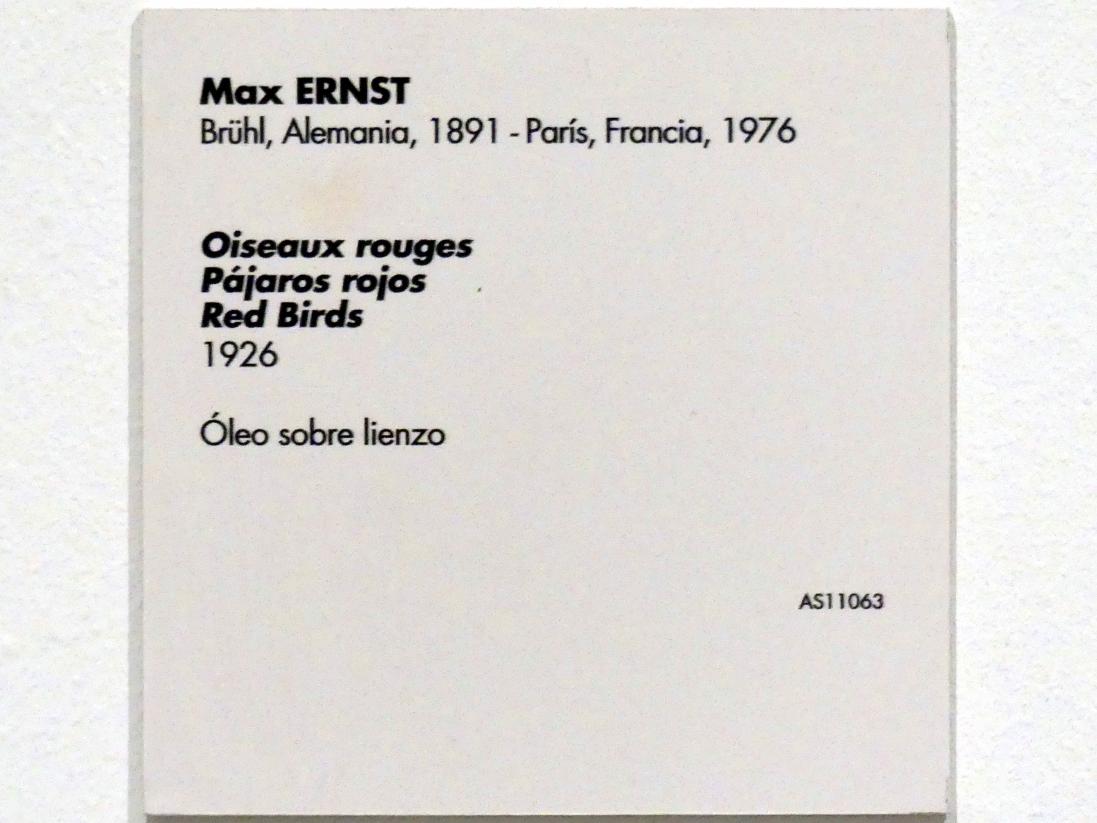 Max ERNST
Brühl, Alemania, 1891 - París, Francia, 1976
Oiseaux rouges
Pájaros rojos
Red Birds
1926
Óleo sobre lienzo
AS11063